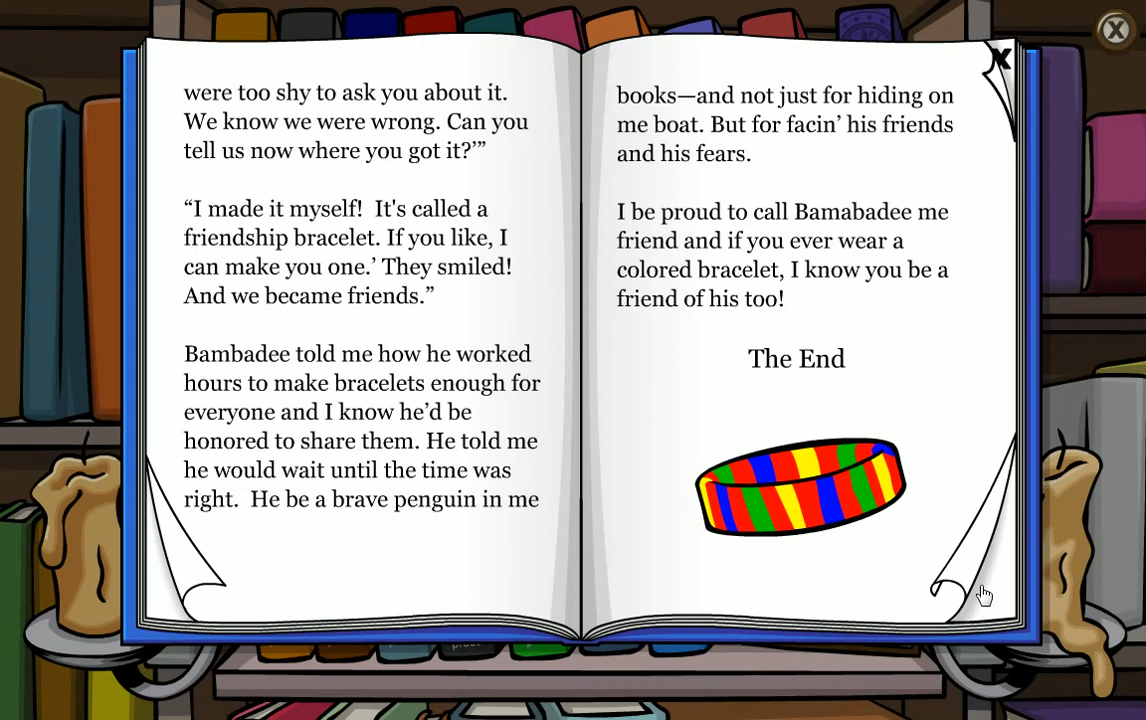 were too shy to ask you about it.
We know we were wrong. Can you
tell us now where you got it?’”
“I made it myself!  It's called a
friendship bracelet. If you like, I
can make you one.’ They smiled!
And we became friends.”
Bambadee told me how he worked
hours to make bracelets enough for
everyone and I know he’d be
honored to share them. He told me
he would wait until the time was
right.  He be a brave penguin in me
books—and not just for hiding on
me boat. But for facin’ his friends
and his fears.
I be proud to call Bamabadee me
friend and if you ever wear a
colored bracelet, I know you be a
friend of his too!
The End